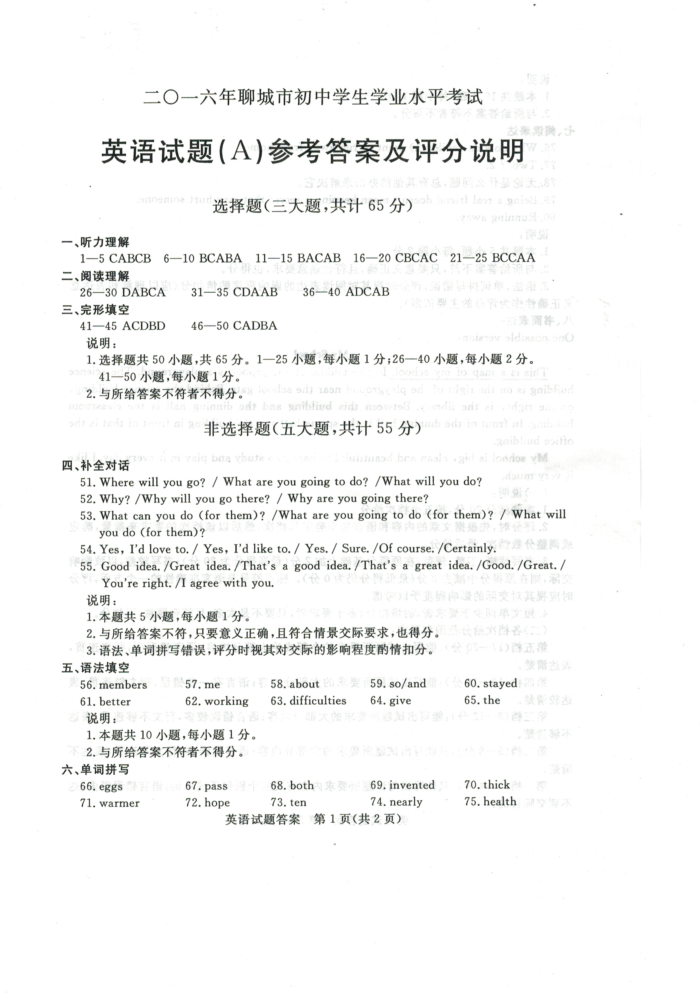 二〇一六年聊城市初中学生学业水平考试
英语试题(A)参考答案及评分说明
选择题(三大题,共计 65 分)
一、听力理解
1—5 CABCB 6—10 BCABA 11—15 BACAB 16—20 CBCAC 21—25 BCCAA
二、阅读理解
26—30 DABCA 31—35 CDAAB 36—40 ADCAB
三、完形填空
41—45 ACDBD 46—50 CADBA
说明:
1. 选择题共 50 小题,共 65 分。1—25 小题,每小题 1 分;26—40 小题,每小题 2 分。
41—50 小题,每小题 1 分。
2. 与所给答案不符者不得分。
非选择题(五大题,共计 55 分)
四、补全对话
51. Where will you go? / What are you going to do? /What will you do?
52. Why? /Why will you go there? / Why are you going there?
53. What can you do (for them)? /What are you going to do (for them)? / What will
you do (for them)?
54. Yes, I'd love to. / Yes, I'd like to. / Yes. / Sure. /Of course. /Certainly.
55. Good idea. /Great idea. /That's a good idea. /That's a great idea. /Good. /Great. /
You're right. /I agree with you.
说明:
1. 本题共 5 小题,每小题 1 分。
2. 与所给答案不符,只要意义正确,且符合情景交际要求,也得分。
3. 语法、单词拼写错误,评分时视其对交际的影响程度酌情扣分。
五、语法填空
56. members 57. me 58. about 59. so/and 60. stayed
61. better 62. working 63. difficulties 64. give 65. the
说明:
1. 本题共 10 小题,每小题 1 分。
2. 与所给答案不符者不得分。
六、单词拼写
66. eggs 67. pass 68. both 69. invented 70. thick
71. warmer 72. hope 73. ten 74. nearly 75. health
英语试题答案 第 1 页(共 2 页)